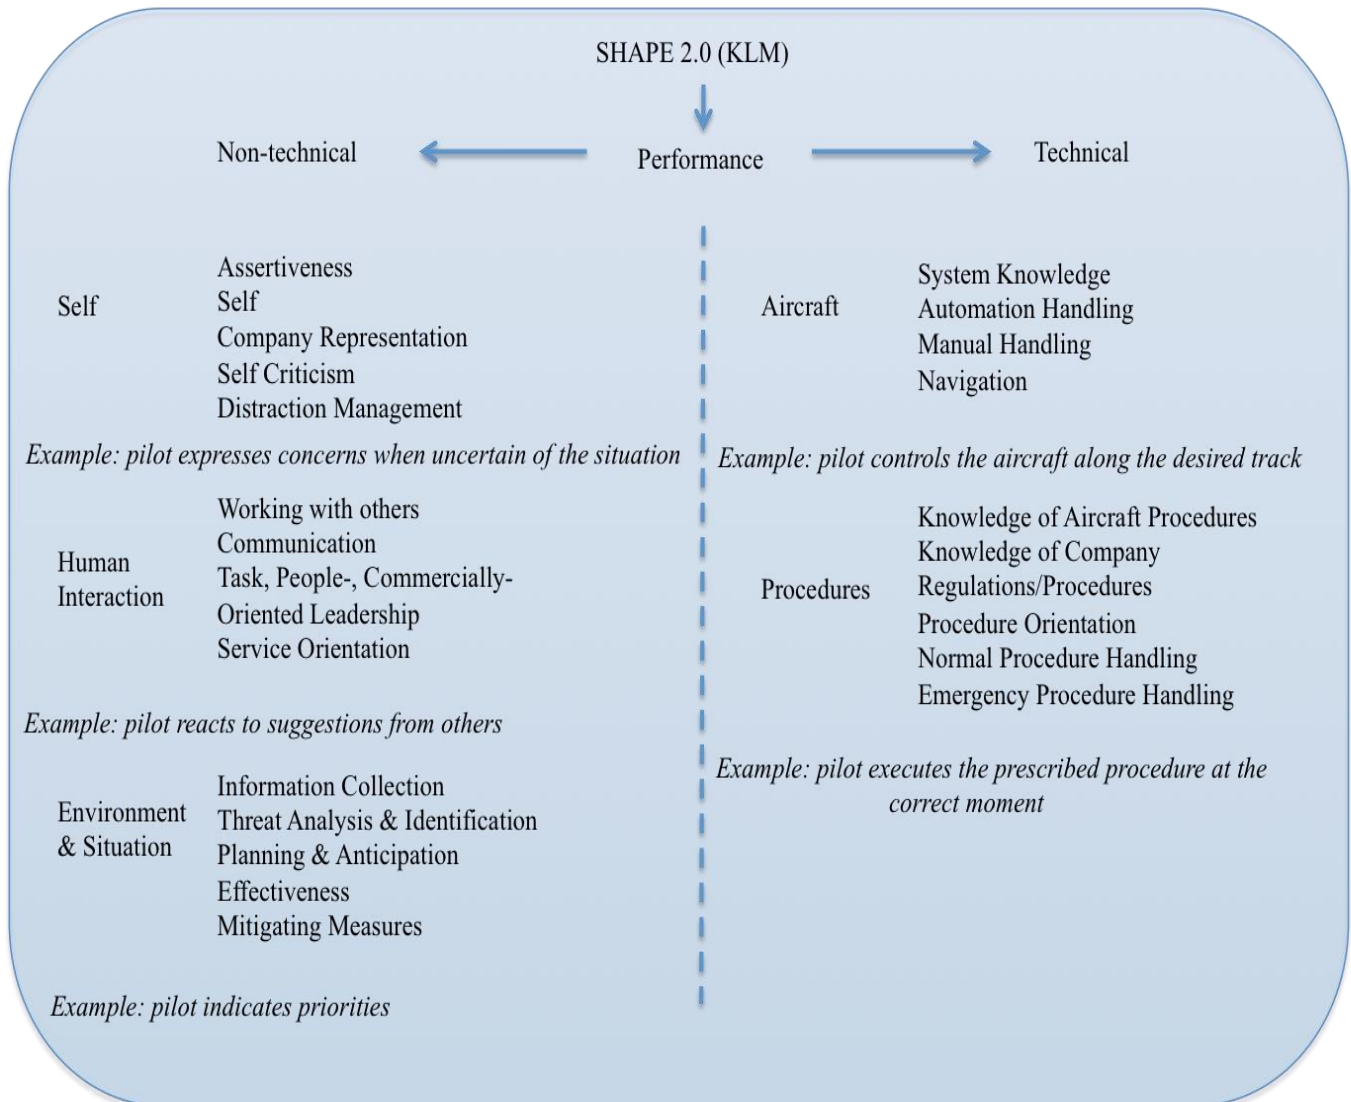 SHAPE 2.0 (KLM)
Non-technical
Performance
Technical
Self
Assertiveness
Self
Company Representation
Self Criticism
Distraction Management
Example: pilot expresses concerns when uncertain of the situation
Human
Interaction
Working with others
Communication
Task, People-, Commercially-
Oriented Leadership
Service Orientation
Example: pilot reacts to suggestions from others
Environment
& Situation
Information Collection
Threat Analysis & Identification
Planning & Anticipation
Effectiveness
Mitigating Measures
Example: pilot indicates priorities
Aircraft
System Knowledge
Automation Handling
Manual Handling
Navigation
Example: pilot controls the aircraft along the desired track
Procedures
Knowledge of Aircraft Procedures
Knowledge of Company
Regulations/Procedures
Procedure Orientation
Normal Procedure Handling
Emergency Procedure Handling
Example: pilot executes the prescribed procedure at the
correct moment